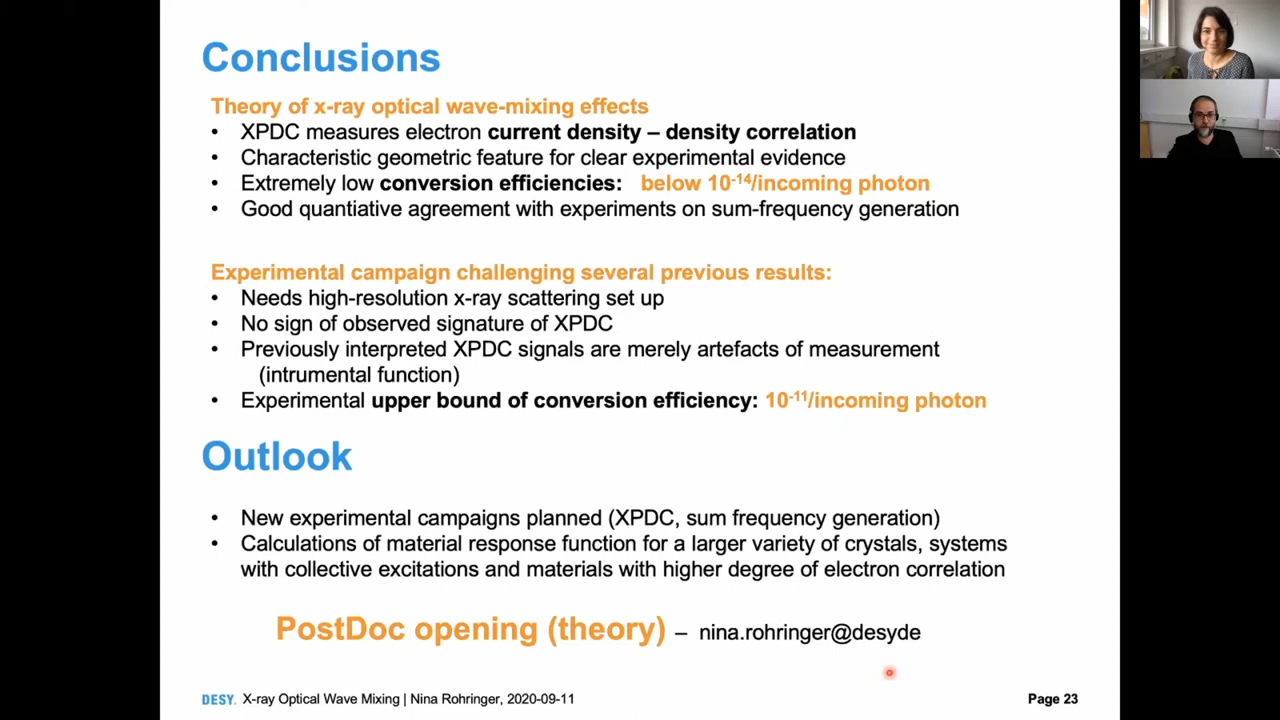 Conclusions
Theory of x-ray optical wave-mixing effects
• XPDC measures electron current density – density correlation
• Characteristic geometric feature for clear experimental evidence
• Extremely low conversion efficiencies: below 10⁻¹⁴/incoming photon
• Good quantiative agreement with experiments on sum-frequency generation
Experimental campaign challenging several previous results:
• Needs high-resolution x-ray scattering set up
• No sign of observed signature of XPDC
• Previously interpreted XPDC signals are merely artefacts of measurement
(intrumental function)
• Experimental upper bound of conversion efficiency: 10⁻¹¹/incoming photon
Outlook
• New experimental campaigns planned (XPDC, sum frequency generation)
• Calculations of material response function for a larger variety of crystals, systems
with collective excitations and materials with higher degree of electron correlation
PostDoc opening (theory) – nina.rohringer@desyde
DESY. X-ray Optical Wave Mixing | Nina Rohringer, 2020-09-11 Page 23